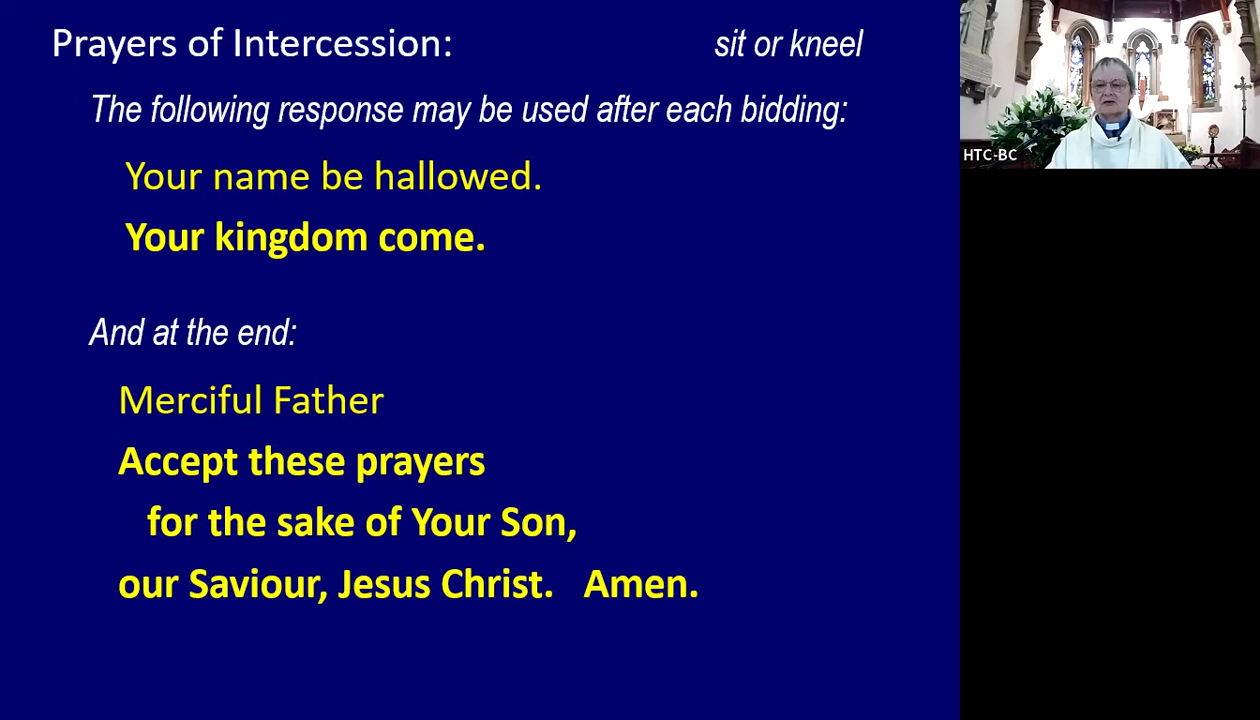 Prayers of Intercession: sit or kneel
The following response may be used after each bidding:
Your name be hallowed.
Your kingdom come.
And at the end:
Merciful Father
Accept these prayers
for the sake of Your Son,
our Saviour, Jesus Christ. Amen.
HTC-BC